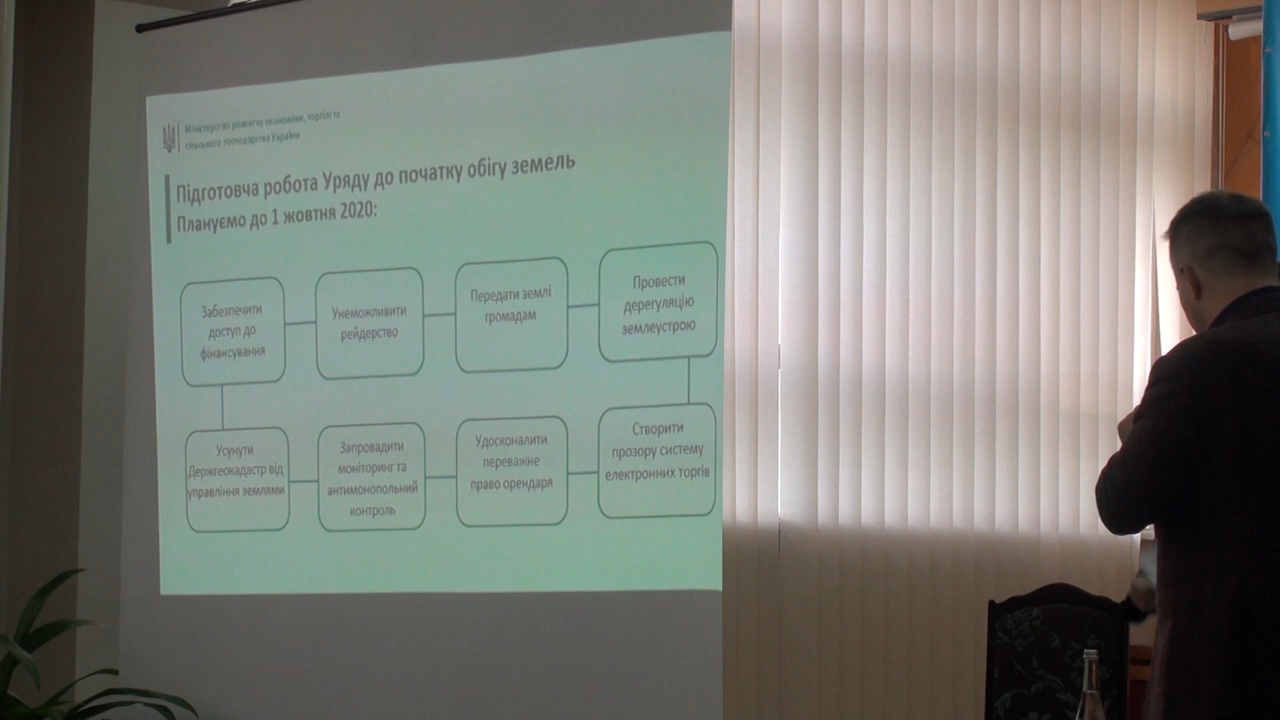 Міністерство розвитку економіки, торгілі та
сільського господарства України
Підготовча робота Уряду до початку обігу земель
Плануємо до 1 жовтня 2020:
Забезпечити
доступ до
фінансування
Унеможливити
рейдерство
Передати землі
громадам
Провести
дерегуляцію
землеустрою
Усунути
Держгеокадастр від
управління землями
Запровадити
моніторинг та
антимонопольний
контроль
Удосконалити
переважне
право орендаря
Створити
прозору систему
електронних торгів